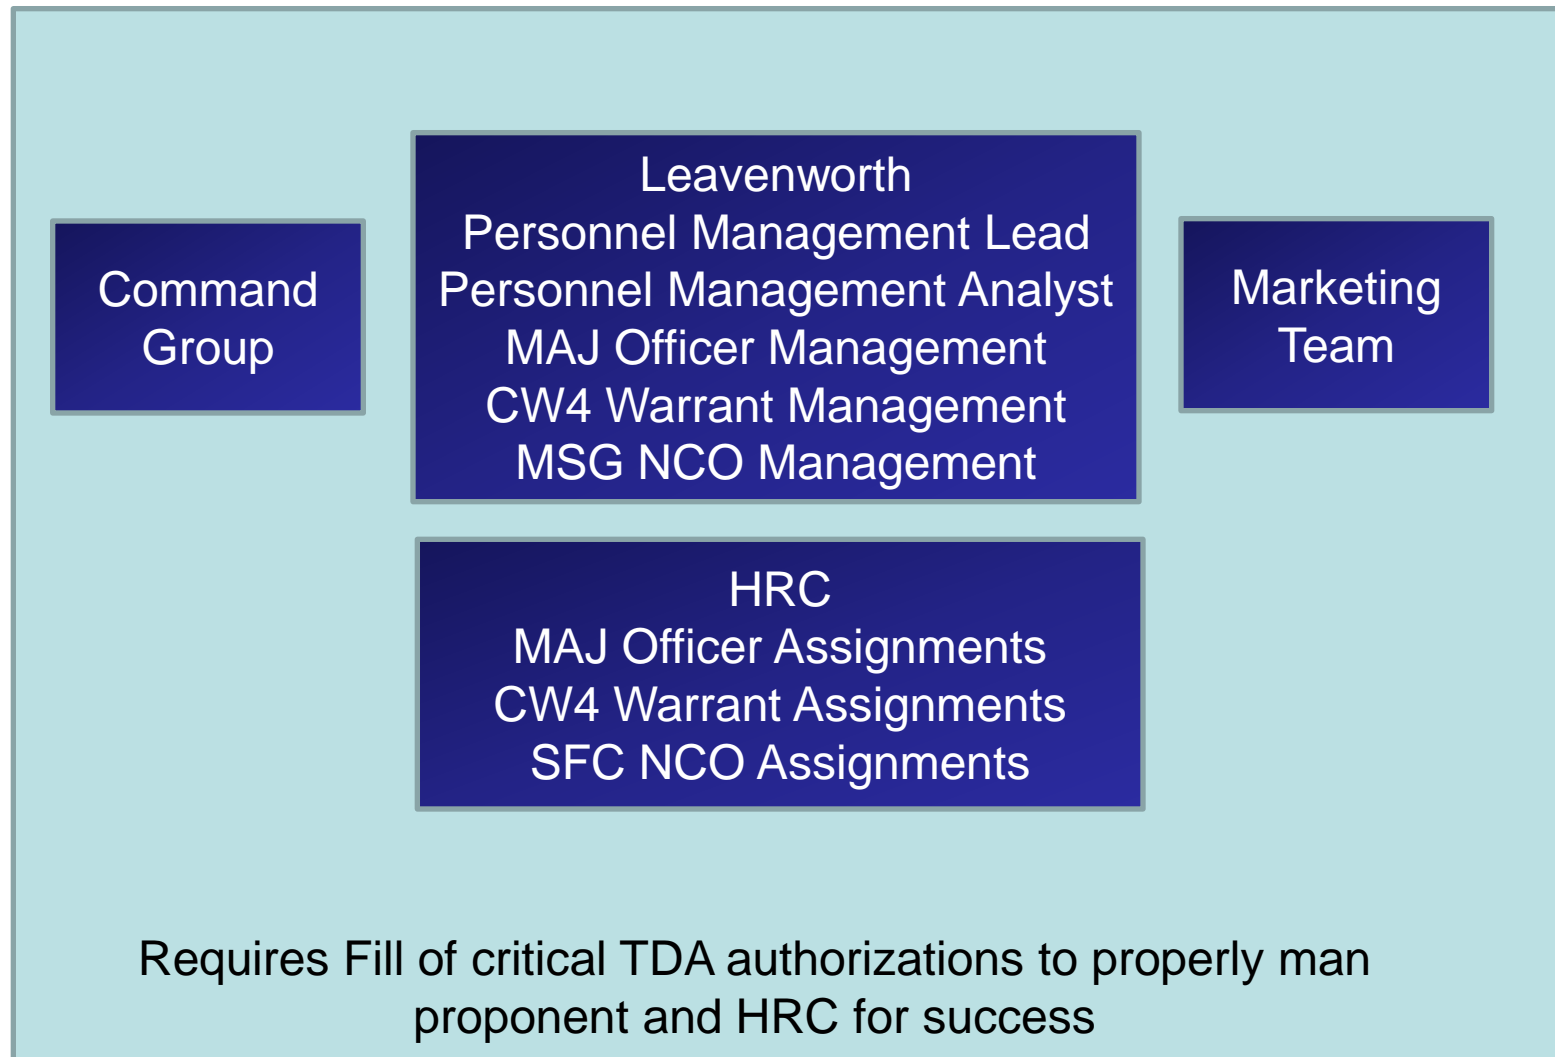 Command
Group
Leavenworth
Personnel Management Lead
Personnel Management Analyst
MAJ Officer Management
CW4 Warrant Management
MSG NCO Management
Marketing
Team
HRC
MAJ Officer Assignments
CW4 Warrant Assignments
SFC NCO Assignments
Requires Fill of critical TDA authorizations to properly man
proponent and HRC for success